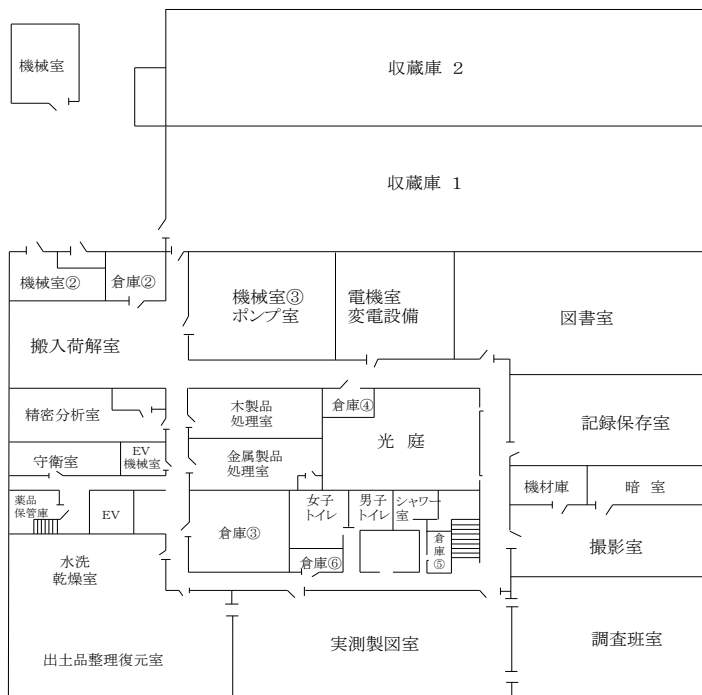 機械室
収蔵庫 2
収蔵庫 1
機械室②
倉庫②
機械室③
ポンプ室
電機室
変電設備
図書室
搬入荷解室
精密分析室
木製品
処理室
倉庫④
光 庭
記録保存室
守衛室
EV
機械室
金属製品
処理室
機材庫
暗 室
薬品
保管庫
EV
倉庫③
女子
トイレ
男子
トイレ
シャワー
室
倉庫⑤
倉庫⑥
撮影室
水洗
乾燥室
出土品整理復元室
実測製図室
調査班室